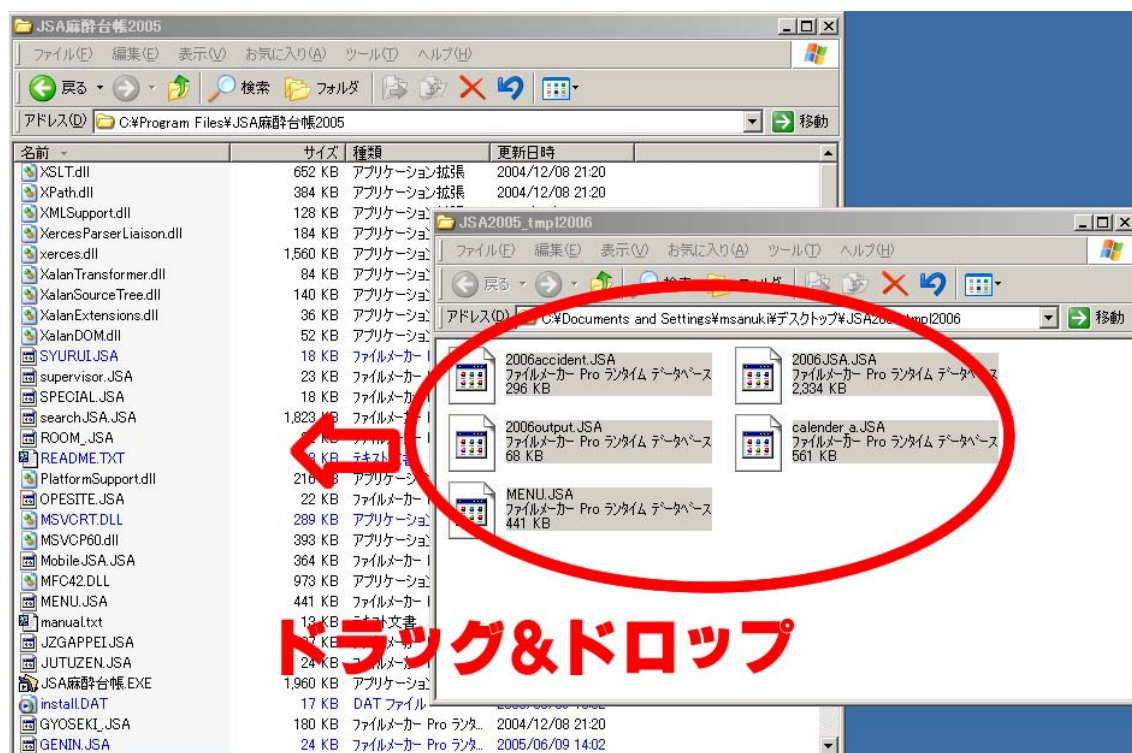 JSA麻酔台帳2005
ファイル(F) 編集(E) 表示(V) お気に入り(A) ツール(T) ヘルプ(H)
戻る 検索 フォルダ
アドレス(D) C:¥Program Files¥JSA麻酔台帳2005 移動
名前 サイズ 種類 更新日時
XSLT.dll 652 KB アプリケーション拡張 2004/12/08 21:20
XPath.dll 384 KB アプリケーション拡張 2004/12/08 21:20
XMLSupport.dll 128 KB アプリケーショ
XercesParserLiaison.dll 184 KB アプリケーショ
xerces.dll 1,560 KB アプリケーショ
XalanTransformer.dll 84 KB アプリケーショ
XalanSourceTree.dll 140 KB アプリケーショ
XalanExtensions.dll 36 KB アプリケーショ
XalanDOM.dll 52 KB アプリケーショ
SYURUI.JSA 18 KB ファイルメーカー
supervisor.JSA 23 KB ファイルメーカー
SPECIAL.JSA 18 KB ファイルメーカー
searchJSA.JSA 1,823 KB ファイルメーカー
ROOM_.JSA KB
README.TXT KB テキスト文書
PlatformSupport.dll 216 KB アプリケーショ
OPESITE.JSA 22 KB ファイルメーカー
MSVCRT.DLL 289 KB アプリケーショ
MSVCP60.dll 393 KB アプリケーショ
MobileJSA.JSA 364 KB ファイルメーカー
MFC42.DLL 973 KB アプリケーショ
MENU.JSA 441 KB ファイルメーカー
manual.txt 13 KB テキスト文書
JZGAPPEI.JSA KB
JUTUZEN.JSA 24 KB
JSA麻酔台帳.EXE 1,960 KB アプリケーショ
install.DAT 17 KB DAT ファイル
GYOSEKI_.JSA 180 KB ファイルメーカー Pro ランタ... 2004/12/08 21:20
GENIN.JSA 24 KB ファイルメーカー Pro ランタ... 2005/06/09 14:02
JSA2005_tmpl2006
ファイル(F) 編集(E) 表示(V) お気に入り(A) ツール(T) ヘルプ(H)
戻る 検索 フォルダ
アドレス(D) C:¥Documents and Settings¥msanuki¥デスクトップ¥JSA2005_tmpl2006 移動
2006accident.JSA
ファイルメーカー Pro ランタイム データベース
296 KB
2006JSA.JSA
ファイルメーカー Pro ランタイム データベース
2,334 KB
2006output.JSA
ファイルメーカー Pro ランタイム データベース
68 KB
calender_a.JSA
ファイルメーカー Pro ランタイム データベース
561 KB
MENU.JSA
ファイルメーカー Pro ランタイム データベース
441 KB
ドラッグ&ドロップ